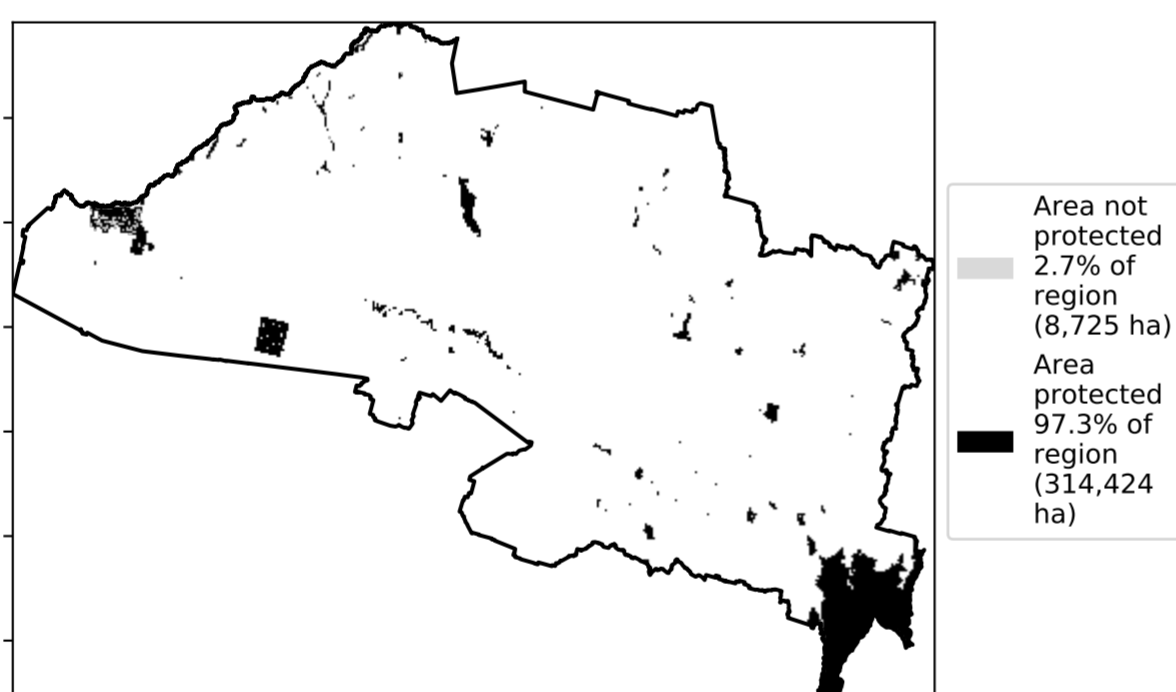 Area not
protected
2.7% of
region
(8,725 ha)
Area
protected
97.3% of
region
(314,424
ha)